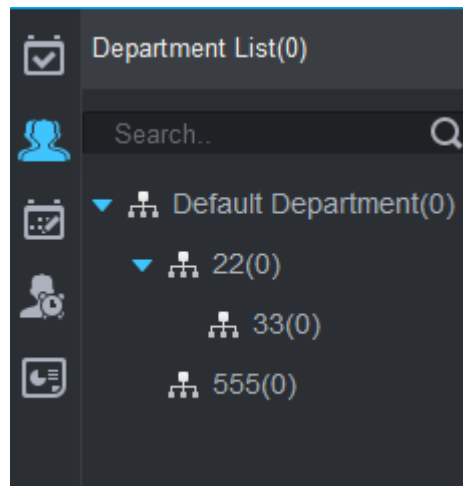 Department List(0)
Search..
Default Department(0)
22(0)
33(0)
555(0)